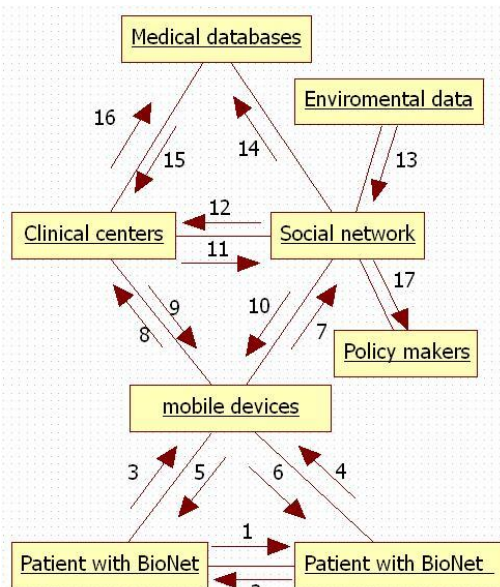 Medical databases
Enviromental data
16
15
14
13
12
Clinical centers
Social network
11
17
9
10
8
7
Policy makers
mobile devices
3
5
6
4
1
Patient with BioNet
Patient with BioNet